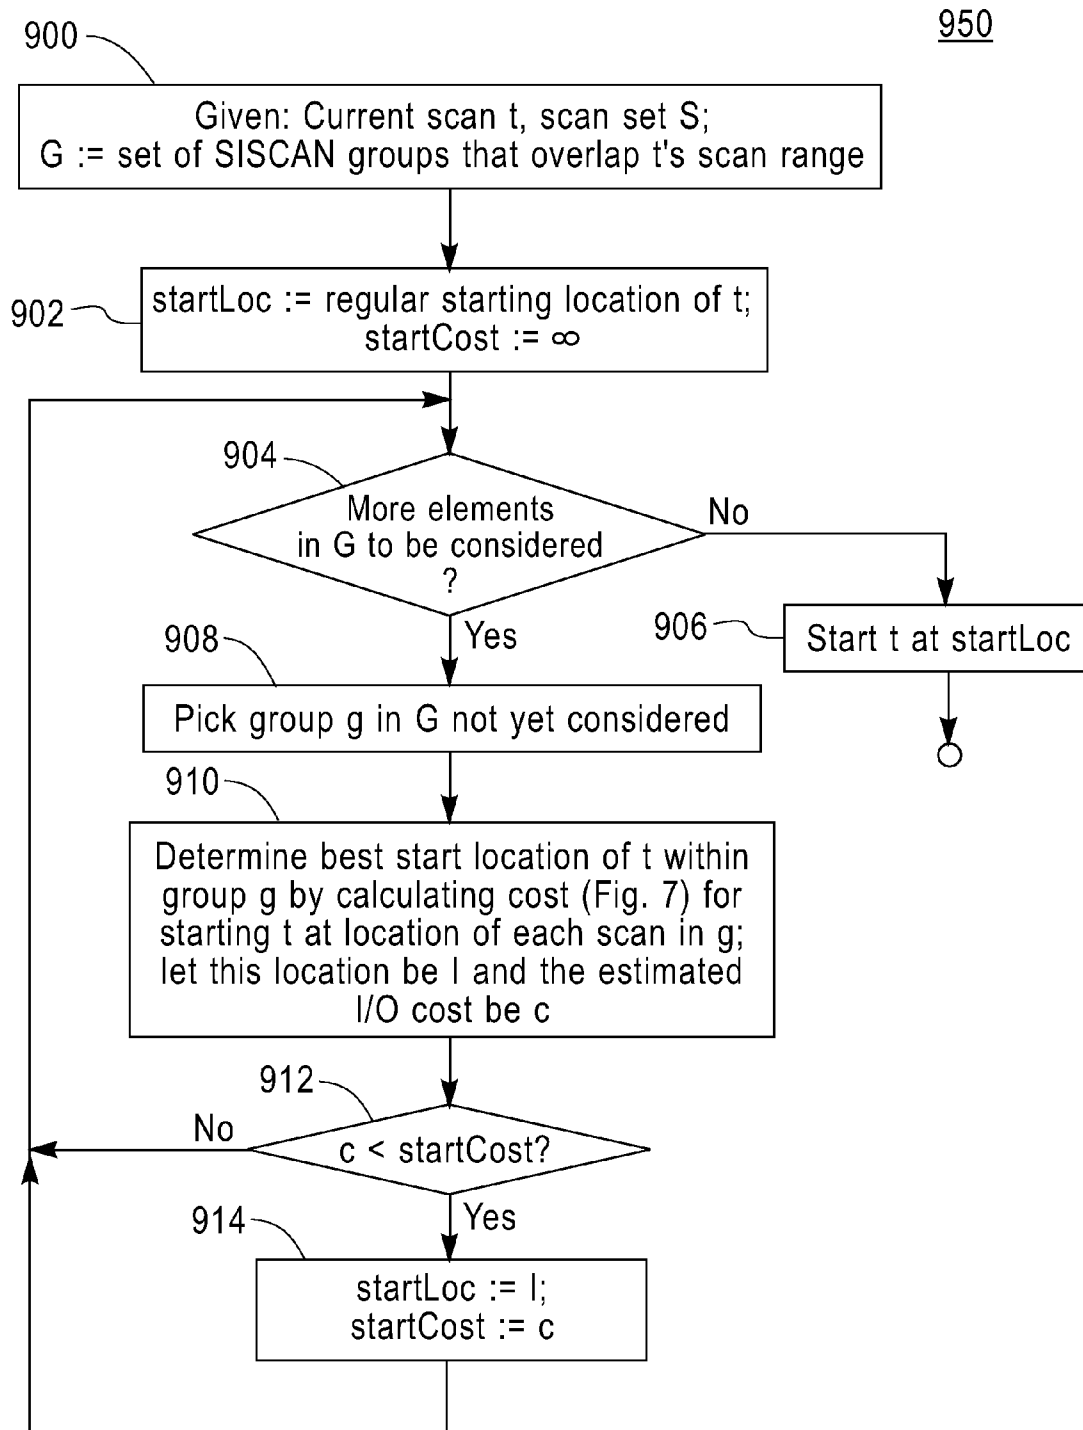 950
900
Given: Current scan t, scan set S;
G := set of SISCAN groups that overlap t's scan range
902
startLoc := regular starting location of t;
startCost := ∞
904
More elements
in G to be considered
?
No
Yes
906
Start t at startLoc
908
Pick group g in G not yet considered
910
Determine best start location of t within
group g by calculating cost (Fig. 7) for
starting t at location of each scan in g;
let this location be l and the estimated
I/O cost be c
912
No
c < startCost?
Yes
914
startLoc := l;
startCost := c